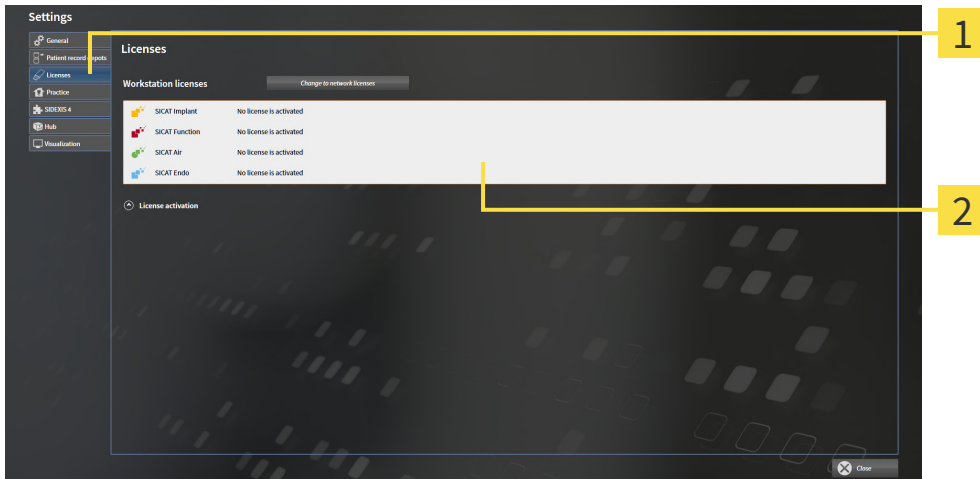 Settings
General
Patient record depots
Licenses
Practice
SIDEXIS 4
Hub
Visualization
Licenses
Workstation licenses
Change to network licenses
SICAT Implant No license is activated
SICAT Function No license is activated
SICAT Air No license is activated
SICAT Endo No license is activated
License activation
Close
1
2